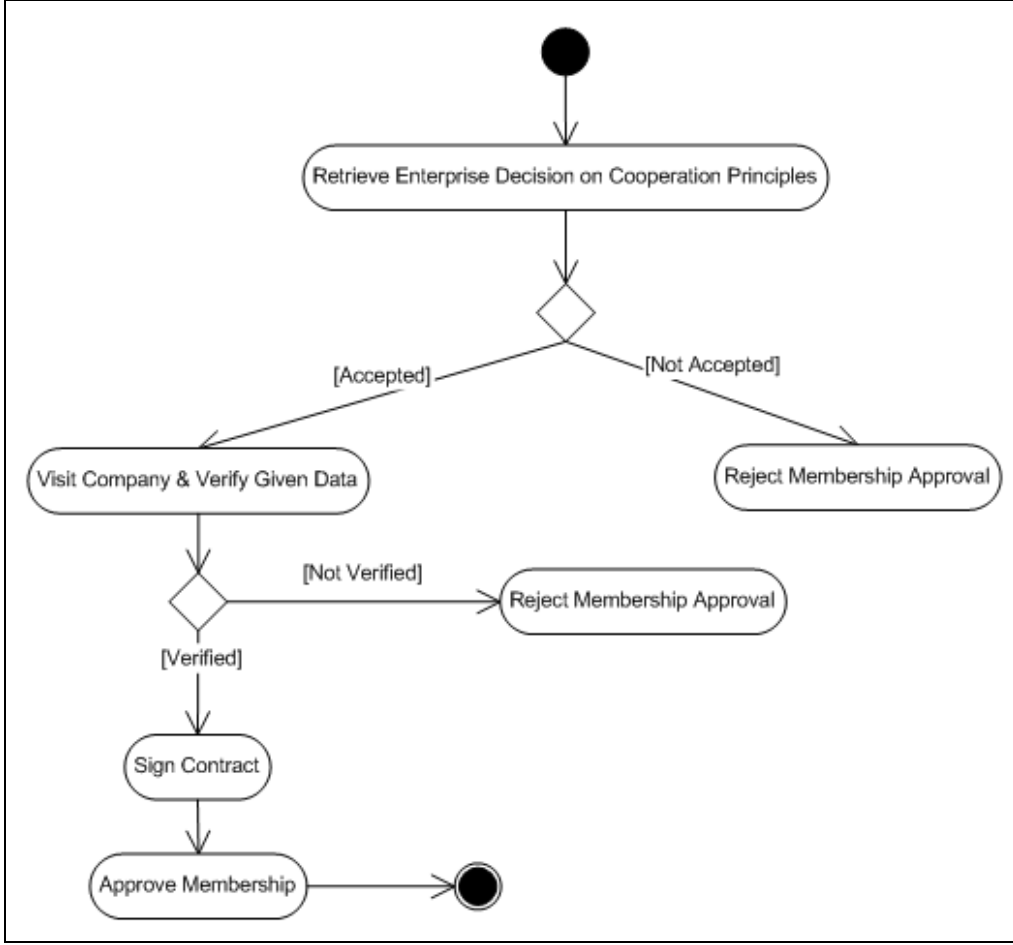 Retrieve Enterprise Decision on Cooperation Principles
[Accepted]
[Not Accepted]
Visit Company & Verify Given Data
Reject Membership Approval
[Not Verified]
Reject Membership Approval
[Verified]
Sign Contract
Approve Membership